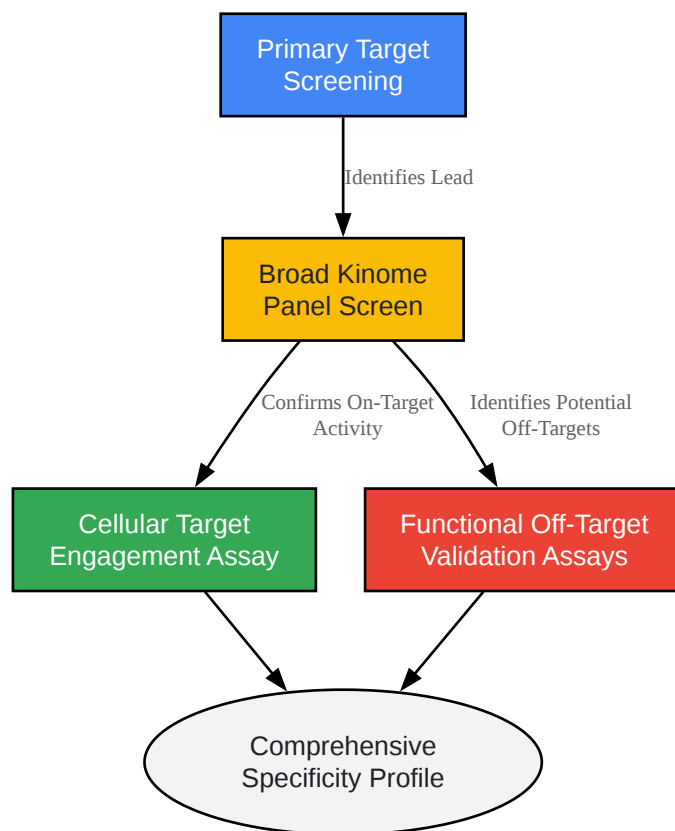 Primary Target
Screening
Identifies Lead
Broad Kinome
Panel Screen
Confirms On-Target
Activity
Identifies Potential
Off-Targets
Cellular Target
Engagement Assay
Functional Off-Target
Validation Assays
Comprehensive
Specificity Profile